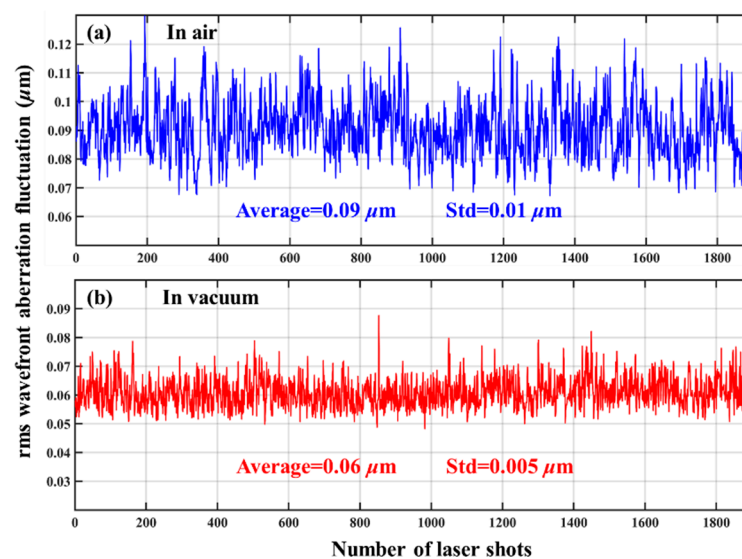 rms wavefront aberration fluctuation (μm)
(a) In air
0.12
0.11
0.1
0.09
0.08
0.07
0.06
Average=0.09 μm Std=0.01 μm
0 200 400 600 800 1000 1200 1400 1600 1800
(b) In vacuum
0.09
0.08
0.07
0.06
0.05
0.04
0.03
Average=0.06 μm Std=0.005 μm
0 200 400 600 800 1000 1200 1400 1600 1800
Number of laser shots